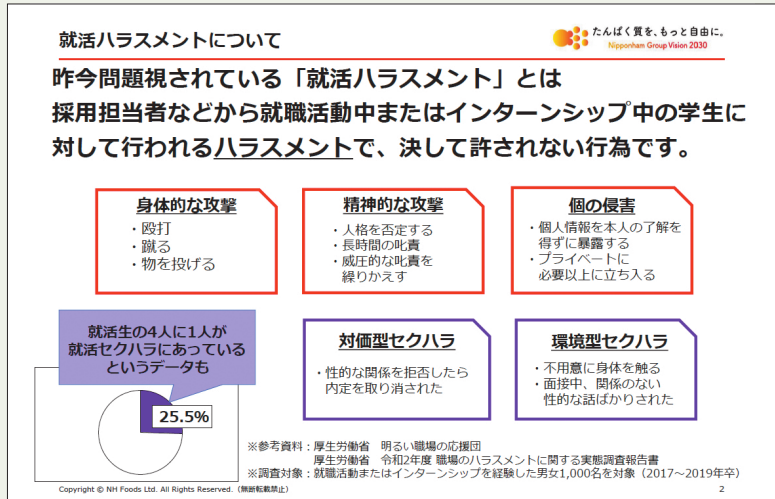 就活ハラスメントについて
たんぱく質を、もっと自由に。
Nipponham Group Vision 2030
昨今問題視されている「就活ハラスメント」とは
採用担当者などから就職活動中またはインターンシップ中の学生に
対して行われるハラスメントで、決して許されない行為です。
身体的な攻撃
・殴打
・蹴る
・物を投げる
精神的な攻撃
・人格を否定する
・長時間の叱責
・威圧的な叱責を
繰りかえす
個の侵害
・個人情報を本人の了解を
得ずに暴露する
・プライベートに
必要以上に立ち入る
就活生の4人に1人が
就活セクハラにあっている
というデータも
25.5%
対価型セクハラ
・性的な関係を拒否したら
内定を取り消された
環境型セクハラ
・不用意に身体を触る
・面接中、関係のない
性的な話ばかりされた
※参考資料：厚生労働省　明るい職場の応援団
厚生労働省　令和2年度 職場のハラスメントに関する実態調査報告書
※調査対象：就職活動またはインターンシップを経験した男女1,000名を対象（2017～2019年卒）
Copyright © NH Foods Ltd. All Rights Reserved.（無断転載禁止）
2